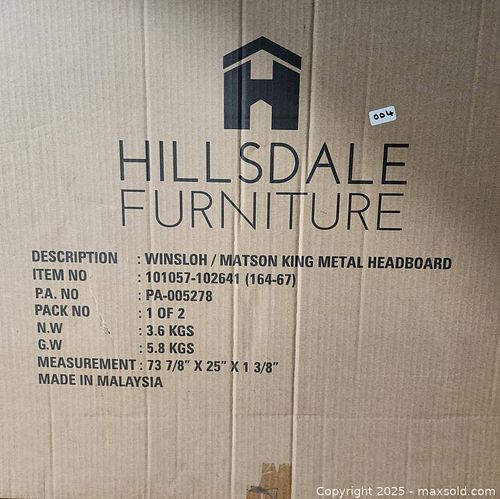 004
HILLSDALE
FURNITURE
DESCRIPTION : WINSLOH / MATSON KING METAL HEADBOARD
ITEM NO : 101057-102641 (164-67)
P.A. NO : PA-005278
PACK NO : 1 OF 2
N.W : 3.6 KGS
G.W : 5.8 KGS
MEASUREMENT : 73 7/8" X 25" X 1 3/8"
MADE IN MALAYSIA
Copyright © 2025 - maxsold.com